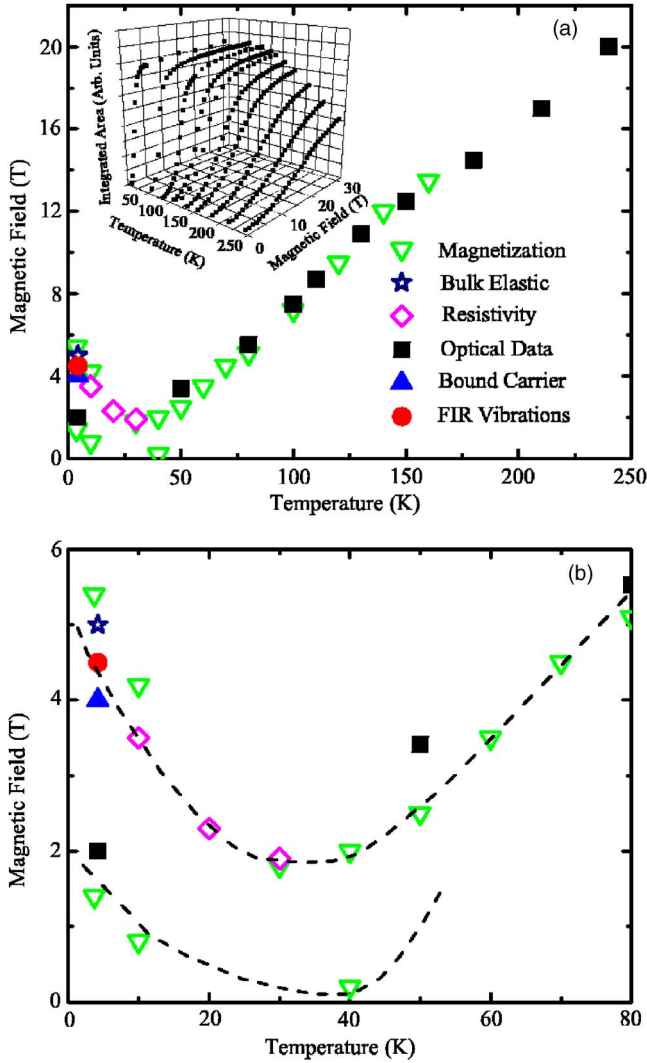 (a)
20
16
12
8
4
0
Magnetic Field (T)
0 50 100 150 200 250
Temperature (K)
Integrated Area (Arb. Units)
50 100 150 200 250
Temperature (K)
0 10 20 30
Magnetic Field (T)
Magnetization
Bulk Elastic
Resistivity
Optical Data
Bound Carrier
FIR Vibrations
(b)
6
4
2
0
Magnetic Field (T)
0 20 40 60 80
Temperature (K)